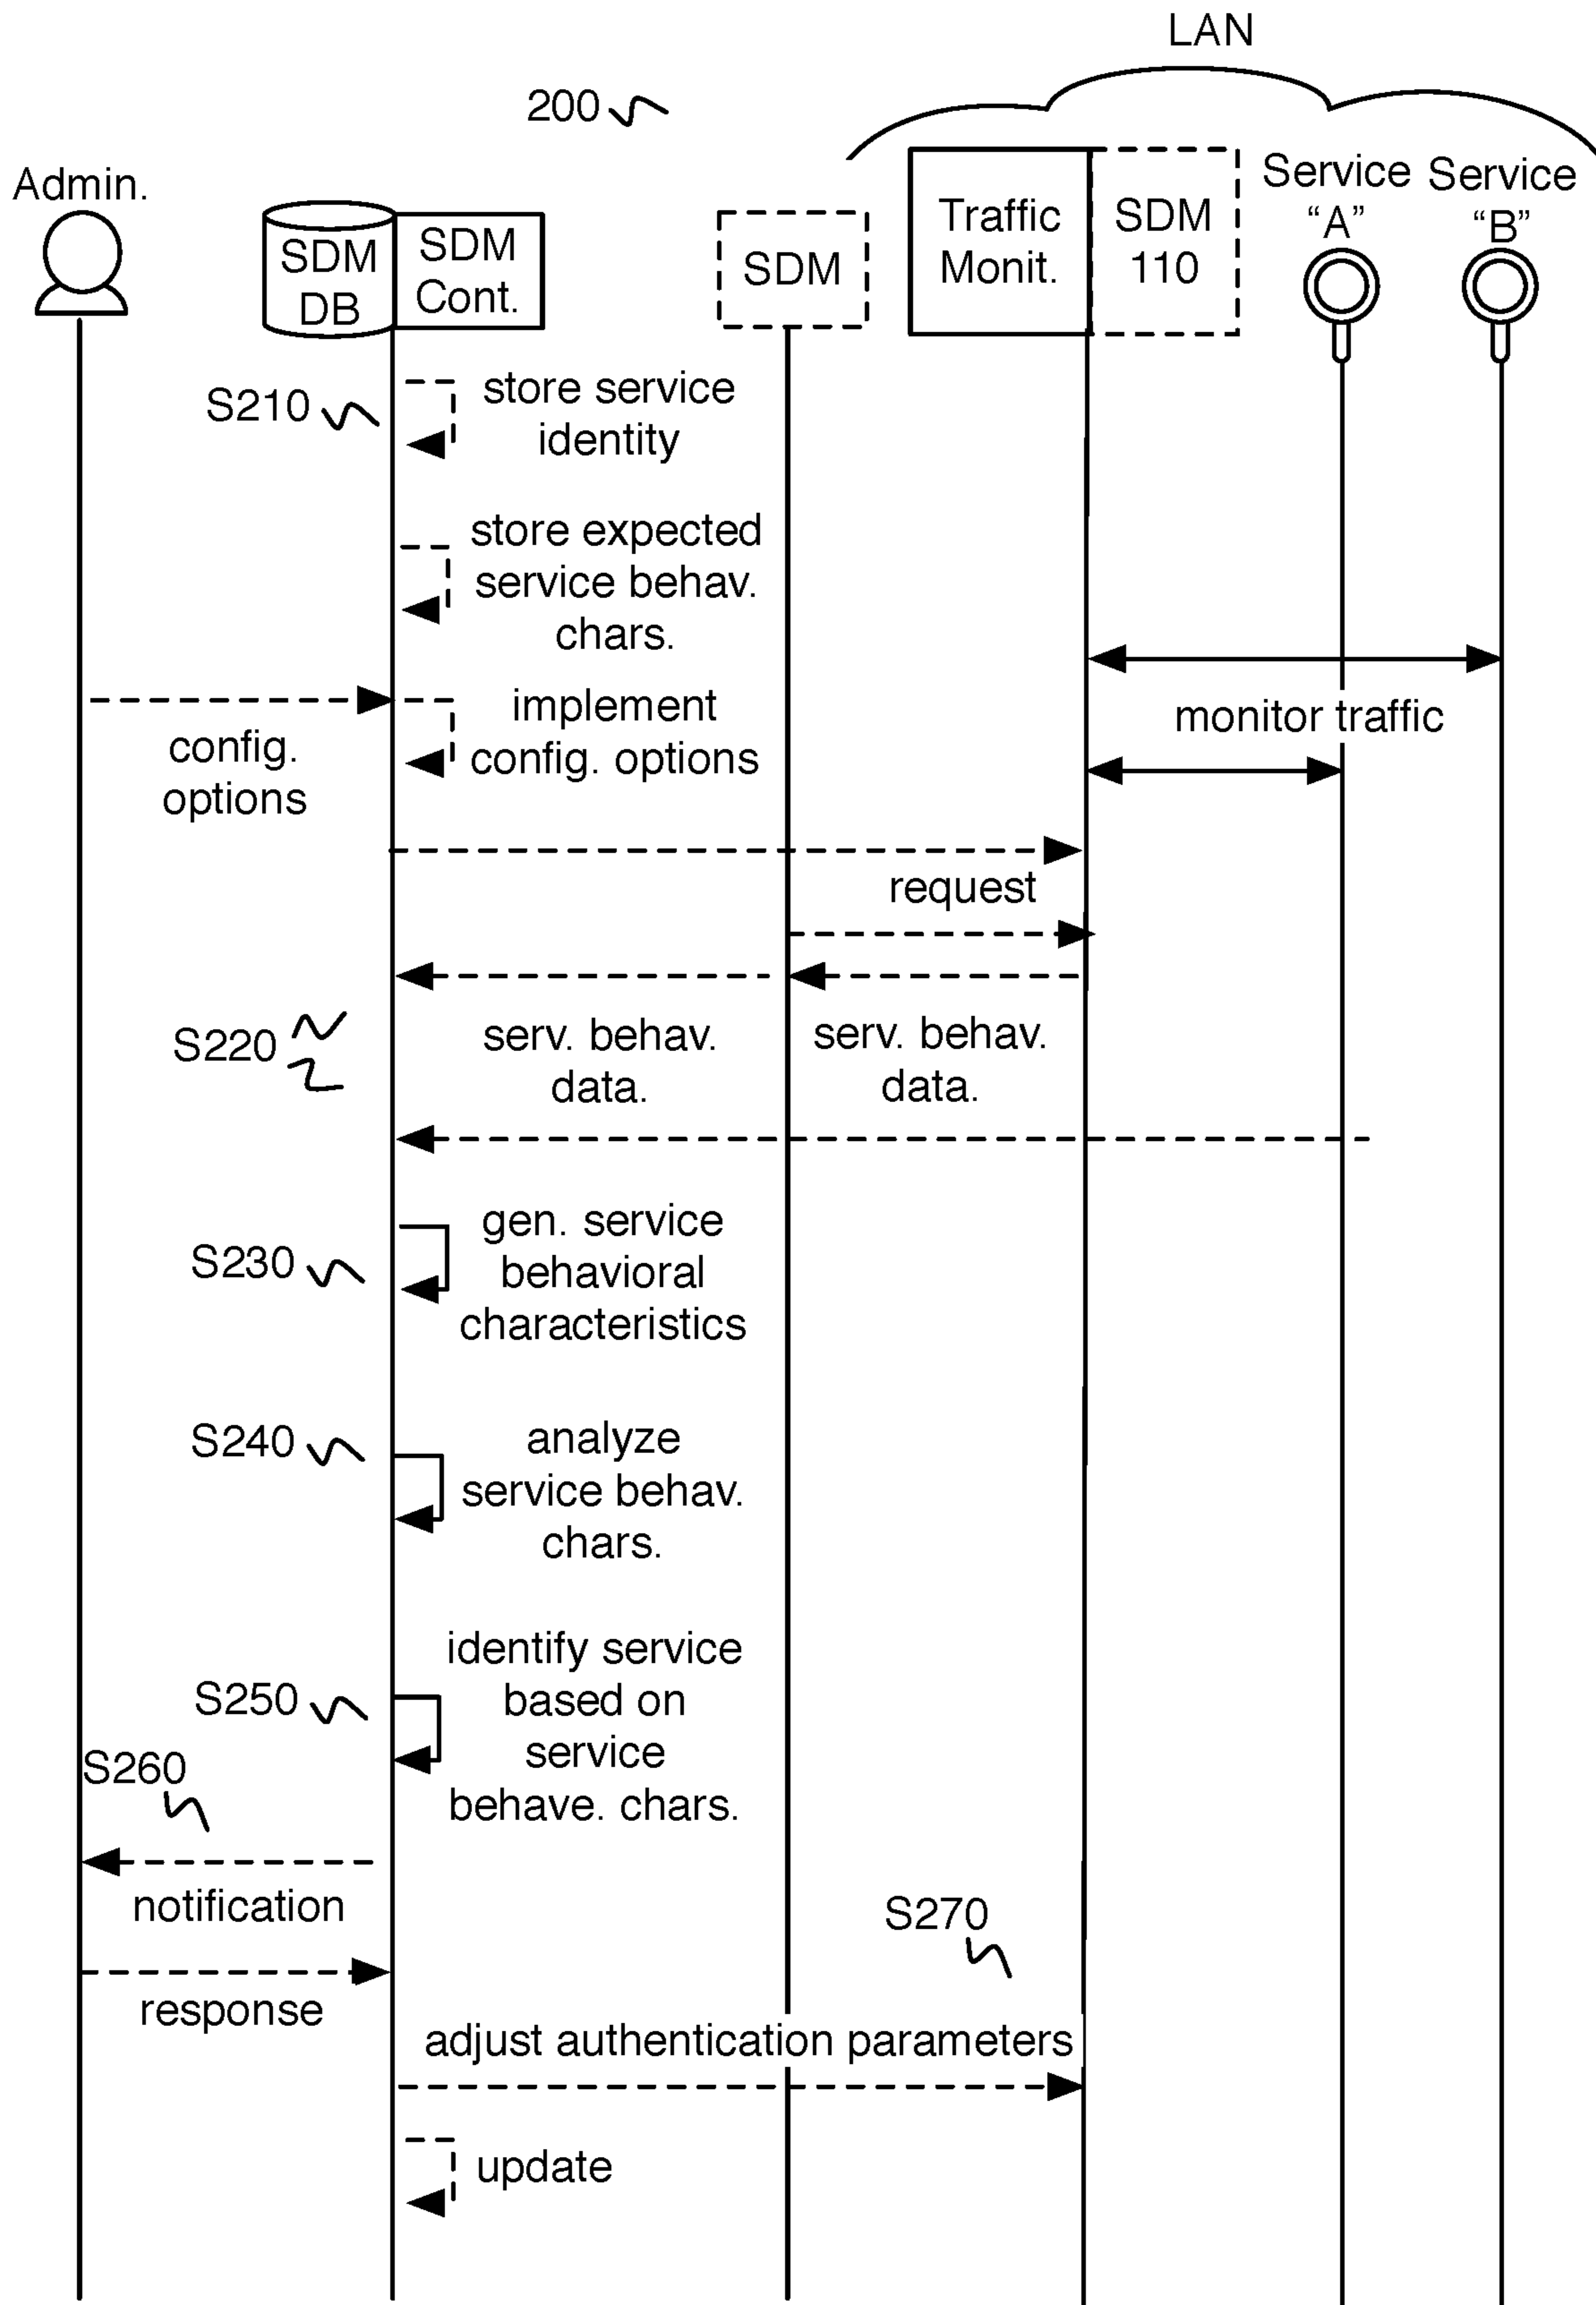 LAN
200
Admin.
SDM
DB
SDM
Cont.
SDM
Traffic
Monit.
SDM
110
Service
“A”
Service
“B”
S210
store service
identity
store expected
service behav.
chars.
config.
options
implement
config. options
monitor traffic
request
S220
serv. behav.
data.
serv. behav.
data.
S230
gen. service
behavioral
characteristics
S240
analyze
service behav.
chars.
S250
identify service
based on
service
behave. chars.
S260
notification
response
S270
adjust authentication parameters
update